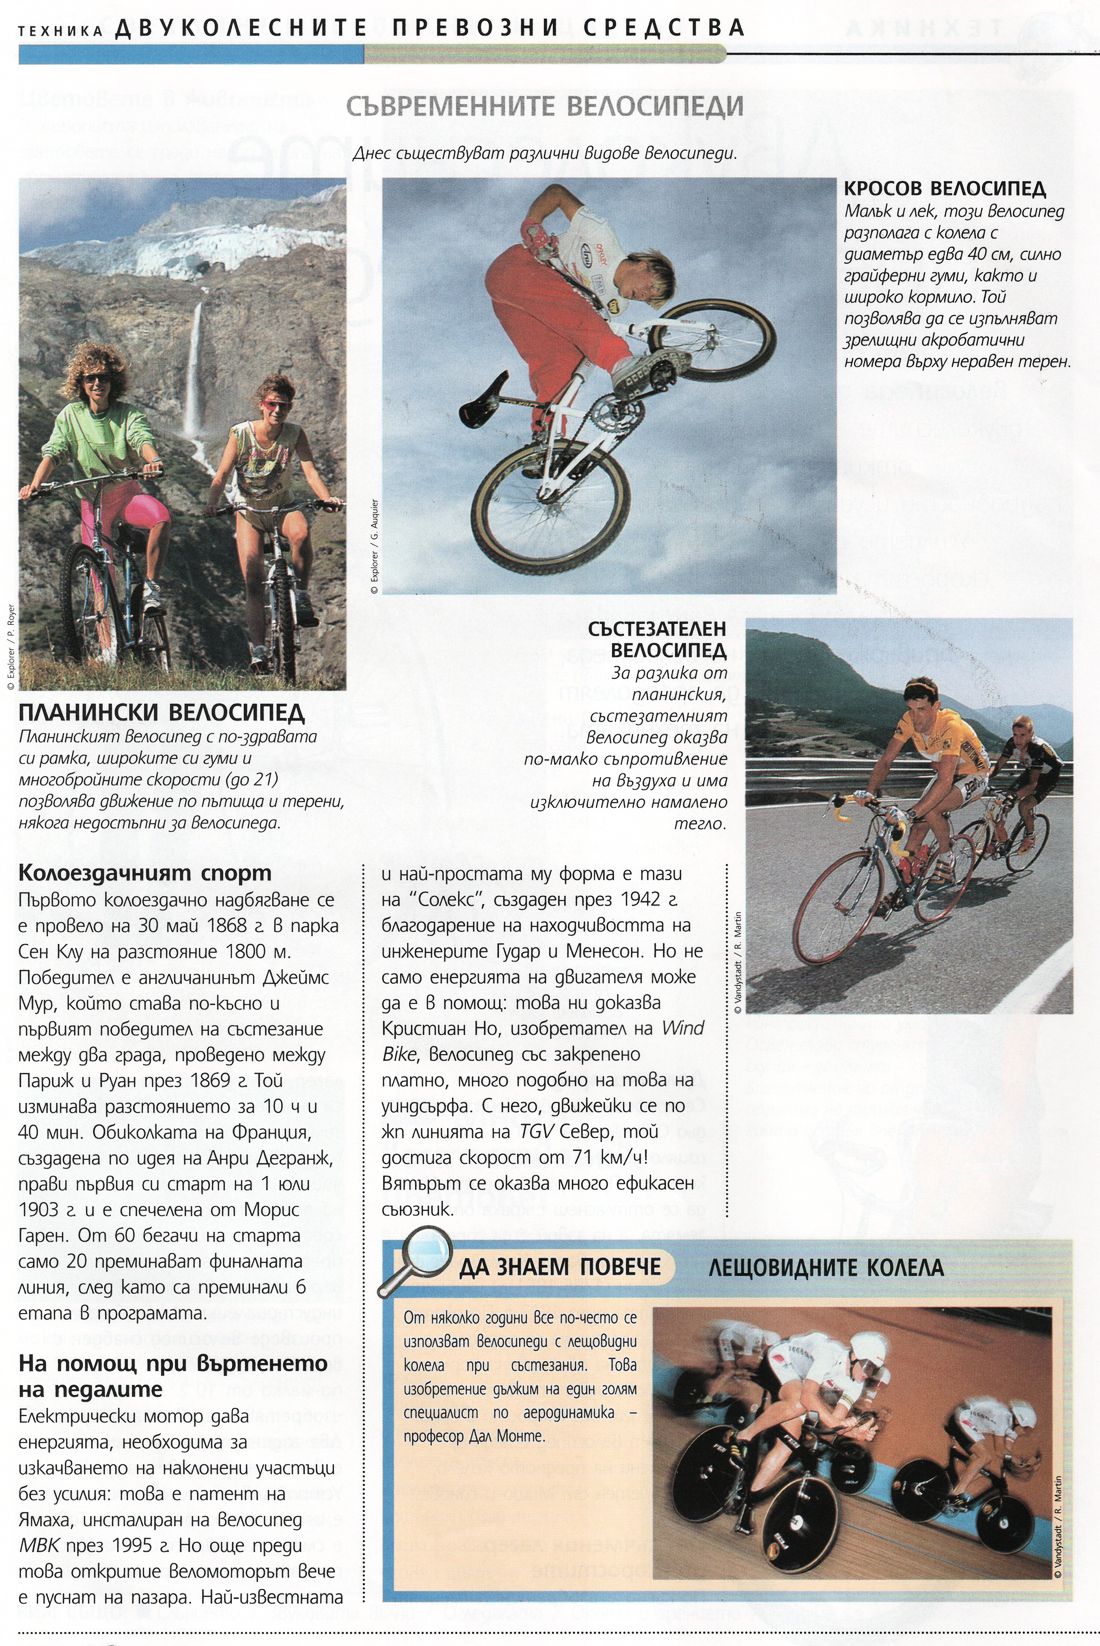 ТЕХНИКА ДВУКОЛЕСНИТЕ ПРЕВОЗНИ СРЕДСТВА
СЪВРЕМЕННИТЕ ВЕЛОСИПЕДИ
Днес съществуват различни видове велосипеди.
КРОСОВ ВЕЛОСИПЕД
Малък и лек, този велосипед
разполага с колела с
диаметър едва 40 см, силно
грайферни гуми, както и
широко кормило. Той
позволява да се изпълняват
зрелищни акробатични
номера върху неравен терен.
© Explorer / P. Royer
© Explorer / G. Auquier
ПЛАНИНСКИ ВЕЛОСИПЕД
Планинският велосипед с по-здравата
си рамка, широките си гуми и
многобройните скорости (до 21)
позволява движение по пътища и терени,
някога недостъпни за велосипеда.
СЪСТЕЗАТЕЛЕН
ВЕЛОСИПЕД
За разлика от
планинския,
състезателният
велосипед оказва
по-малко съпротивление
на въздуха и има
изключително намалено
тегло.
© Vandystadt / R. Martin
Колоездачният спорт
Първото колоездачно надбягване се
е провело на 30 май 1868 г. в парка
Сен Клу на разстояние 1800 м.
Победител е англичанинът Джеймс
Мур, който става по-късно и
първият победител на състезание
между два града, проведено между
Париж и Руан през 1869 г. Той
изминава разстоянието за 10 ч и
40 мин. Обиколката на Франция,
създадена по идея на Анри Дегранж,
прави първия си старт на 1 юли
1903 г. и е спечелена от Морис
Гарен. От 60 бегачи на старта
само 20 преминават финалната
линия, след като са преминали 6
етапа в програмата.
На помощ при въртенето
на педалите
Електрически мотор дава
енергията, необходима за
изкачването на наклонени участъци
без усилия: това е патент на
Ямаха, инсталиран на велосипед
МВК през 1995 г. Но още преди
това откритие веломоторът вече
е пуснат на пазара. Най-известната
и най-простата му форма е тази
на "Солекс", създаден през 1942 г.
благодарение на находчивостта на
инженерите Гудар и Менесон. Но не
само енергията на двигателя може
да е в помощ: това ни доказва
Кристиан Но, изобретател на Wind
Bike, велосипед със закрепено
платно, много подобно на това на
уиндсърфа. С него, движейки се по
жп линията на TGV Север, той
достига скорост от 71 км/ч!
Вятърът се оказва много ефикасен
съюзник.
ДА ЗНАЕМ ПОВЕЧЕ ЛЕЩОВИДНИТЕ КОЛЕЛА
От няколко години все по-често се
използват велосипеди с лещовидни
колела при състезания. Това
изобретение дължим на един голям
специалист по аеродинамика –
професор Дал Монте.
© Vandystadt / R. Martin